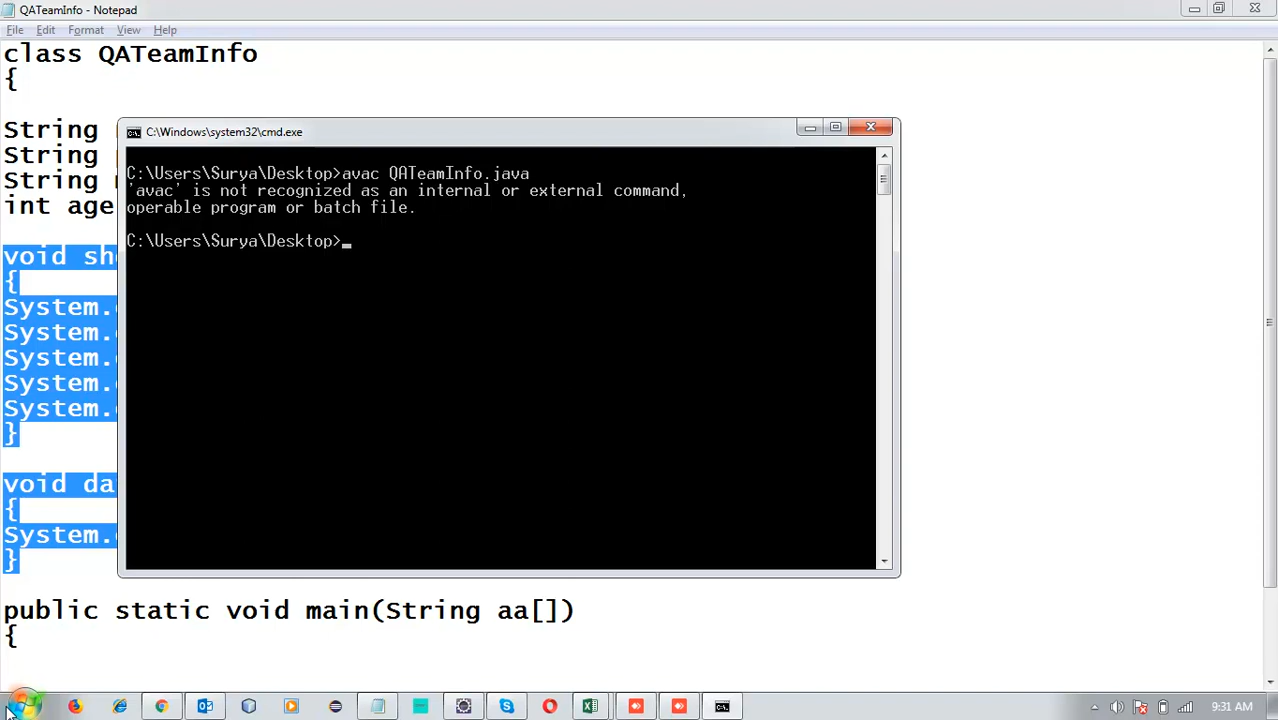 QATeamInfo - Notepad
File Edit Format View Help
class QATeamInfo
{
String
String
String
int age
void
{
System.
System.
System.
System.
System.
}
void
{
System.
}
public static void main(String aa[])
{
C:\Windows\system32\cmd.exe
C:\Users\Surya\Desktop>avac QATeamInfo.java
'avac' is not recognized as an internal or external command,
operable program or batch file.
C:\Users\Surya\Desktop>
9:31 AM